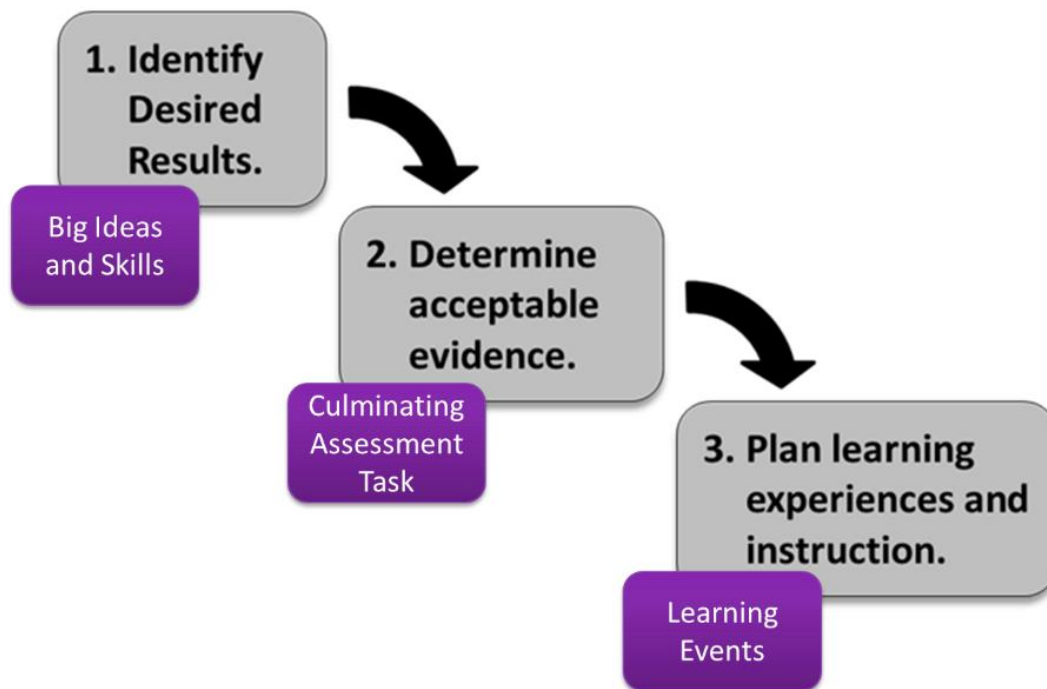 1. Identify
Desired
Results.
Big Ideas
and Skills
2. Determine
acceptable
evidence.
Culminating
Assessment
Task
3. Plan learning
experiences and
instruction.
Learning
Events